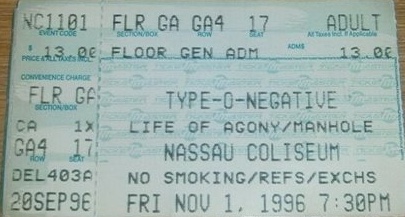 NC1101 FLR GA GA4 17 ADULT
EVENT CODE SECTION/BOX ROW SEAT All Taxes Incl. If Applicable
$ 13.00 FLOOR GEN ADM ADMS 13.00
PRICE & ALL TAXES INCL.
CONVENIENCE CHARGE
FLR GA TYPE-O-NEGATIVE
SECTION/BOX
CA 1X LIFE OF AGONY/MANHOLE
GA4 17 NASSAU COLISEUM
ROW SEAT
DEL403A NO SMOKING/REFS/EXCHS
20SEP96 FRI NOV 1, 1996 7:30PM